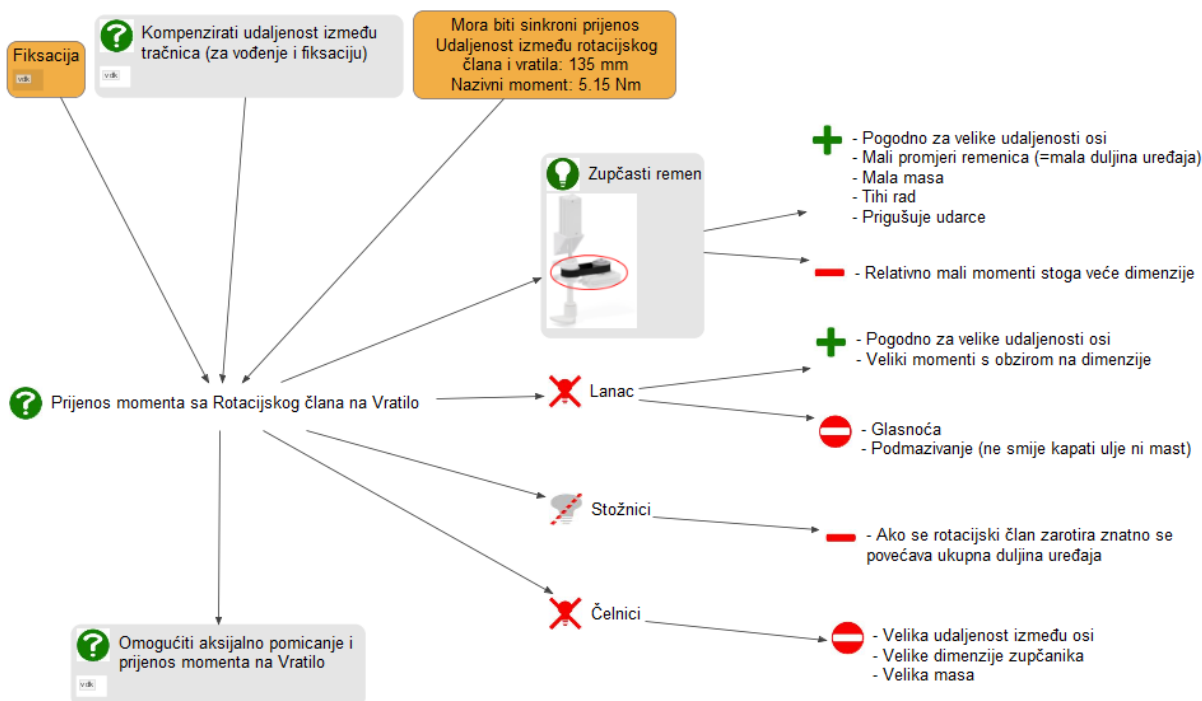 Fiksacija
vdk
Kompenzirati udaljenost između
tračnica (za vođenje i fiksaciju)
vdk
Mora biti sinkroni prijenos
Udaljenost između rotacijskog
člana i vratila: 135 mm
Nazivni moment: 5.15 Nm
Zupčasti remen
- Pogodno za velike udaljenosti osi
- Mali promjeri remenica (=mala duljina uređaja)
- Mala masa
- Tihi rad
- Prigušuje udarce
- Relativno mali momenti stoga veće dimenzije
Prijenos momenta sa Rotacijskog člana na Vratilo
Lanac
- Pogodno za velike udaljenosti osi
- Veliki momenti s obzirom na dimenzije
- Glasnoća
- Podmazivanje (ne smije kapati ulje ni mast)
Stožnici
- Ako se rotacijski član zarotira znatno se
povećava ukupna duljina uređaja
Čelnici
- Velika udaljenost između osi
- Velike dimenzije zupčanika
- Velika masa
Omogućiti aksijalno pomicanje i
prijenos momenta na Vratilo
vdk